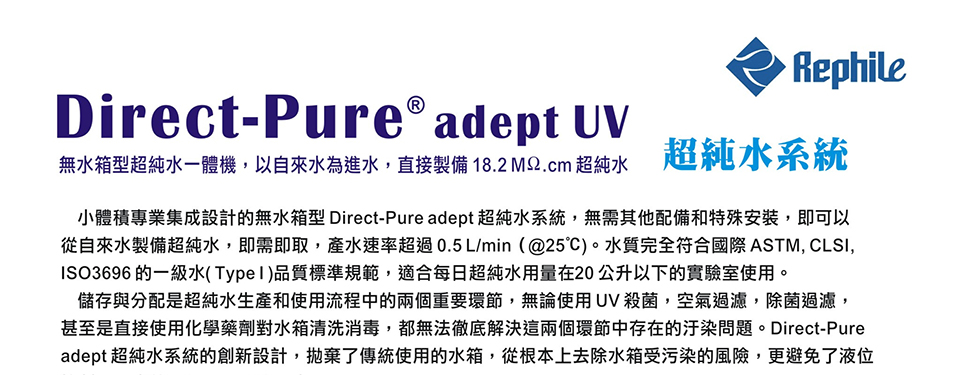 Rephile
Direct-Pure® adept UV
超純水系統
無水箱型超純水一體機，以自來水為進水，直接製備 18.2 MΩ.cm 超純水
小體積專業集成設計的無水箱型 Direct-Pure adept 超純水系統，無需其他配備和特殊安裝，即可以
從自來水製備超純水，即需即取，產水速率超過 0.5 L/min（@25℃)。水質完全符合國際 ASTM, CLSI,
ISO3696 的一級水( Type I )品質標準規範，適合每日超純水用量在20 公升以下的實驗室使用。
儲存與分配是超純水生產和使用流程中的兩個重要環節，無論使用 UV 殺菌，空氣過濾，除菌過濾，
甚至是直接使用化學藥劑對水箱清洗消毒，都無法徹底解決這兩個環節中存在的汙染問題。Direct-Pure
adept 超純水系統的創新設計，拋棄了傳統使用的水箱，從根本上去除水箱受污染的風險，更避免了液位